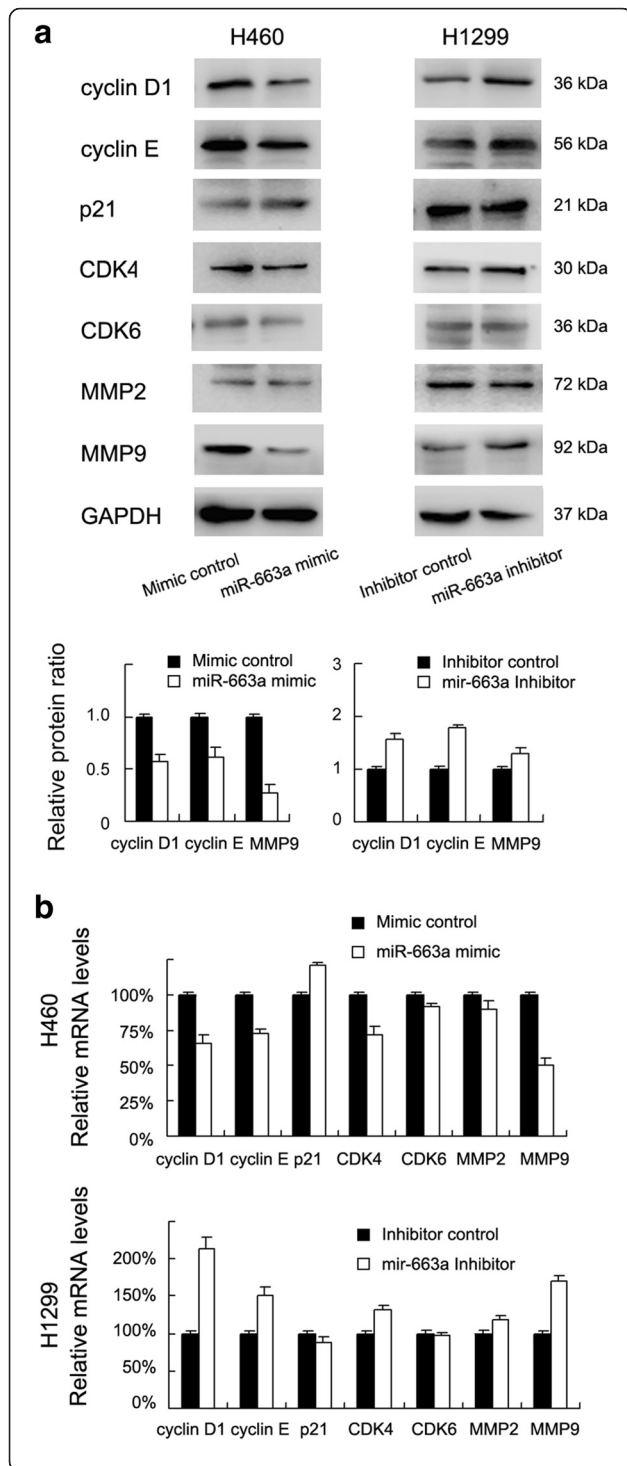 a
H460 H1299
cyclin D1 36 kDa
cyclin E 56 kDa
p21 21 kDa
CDK4 30 kDa
CDK6 36 kDa
MMP2 72 kDa
MMP9 92 kDa
GAPDH 37 kDa
Mimic control miR-663a mimic Inhibitor control miR-663a inhibitor
Relative protein ratio
Mimic control
miR-663a mimic
1.0
0.5
0
cyclin D1 cyclin E MMP9
Inhibitor control
mir-663a Inhibitor
3
2
1
0
cyclin D1 cyclin E MMP9
b
Mimic control
miR-663a mimic
H460
Relative mRNA levels
100%
75%
50%
25%
0%
cyclin D1 cyclin E p21 CDK4 CDK6 MMP2 MMP9
Inhibitor control
mir-663a Inhibitor
H1299
Relative mRNA levels
200%
150%
100%
50%
0%
cyclin D1 cyclin E p21 CDK4 CDK6 MMP2 MMP9